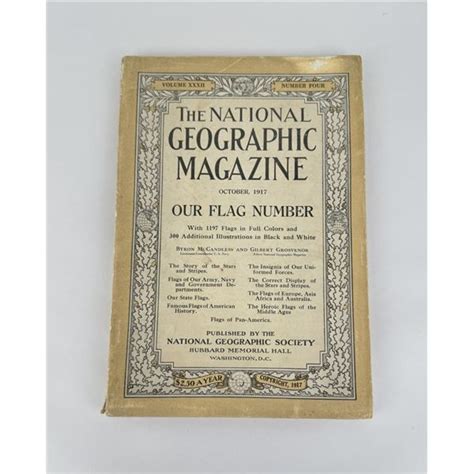 VOLUME XXXII
NUMBER FOUR
THE NATIONAL
GEOGRAPHIC
MAGAZINE
OCTOBER, 1917
OUR FLAG NUMBER
With 1197 Flags in Full Colors and
300 Additional Illustrations in Black and White
BYRON McCANDLESS AND GILBERT GROSVENOR
The Story of the Stars
and Stripes.
Flags of Our Army, Navy
and Government De-
partments.
Our State Flags.
Famous Flags of American
History.
The Insignia of Our Uni-
formed Forces.
The Correct Display of
the Stars and Stripes.
The Flags of Europe, Asia
Africa and Australia.
The Heroic Flags of the
Middle Ages
Flags of Pan-America.
PUBLISHED BY THE
NATIONAL GEOGRAPHIC SOCIETY
HUBBARD MEMORIAL HALL
WASHINGTON, D.C.
$2.50 A YEAR
COPYRIGHT, 1917